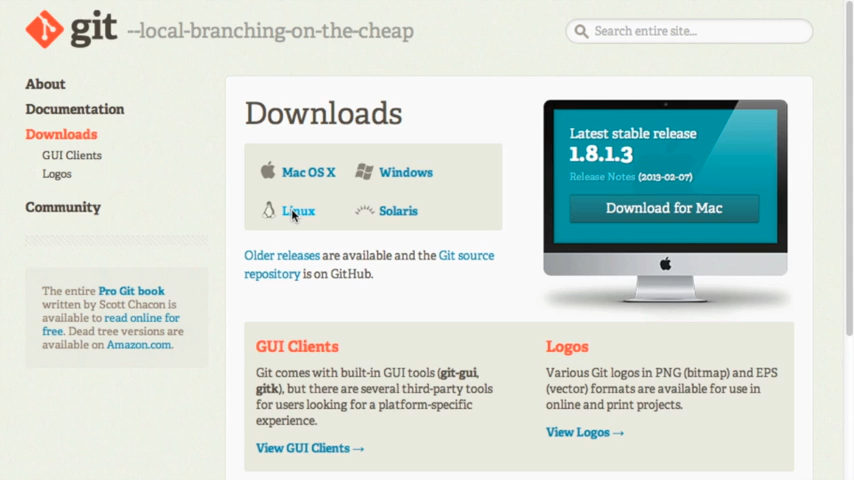 git --local-branching-on-the-cheap
Search entire site...
About
Documentation
Downloads
GUI Clients
Logos
Community
The entire Pro Git book
written by Scott Chacon is
available to read online for
free. Dead tree versions are
available on Amazon.com.
Downloads
Mac OS X
Windows
Linux
Solaris
Older releases are available and the Git source
repository is on GitHub.
Latest stable release
1.8.1.3
Release Notes (2013-02-07)
Download for Mac
GUI Clients
Git comes with built-in GUI tools (git-gui,
gitk), but there are several third-party tools
for users looking for a platform-specific
experience.
View GUI Clients →
Logos
Various Git logos in PNG (bitmap) and EPS
(vector) formats are available for use in
online and print projects.
View Logos →